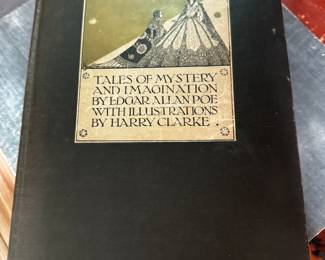 TALES OF MYSTERY
AND IMAGINATION
BY EDGAR ALLAN POE
WITH ILLUSTRATIONS
BY HARRY CLARKE .